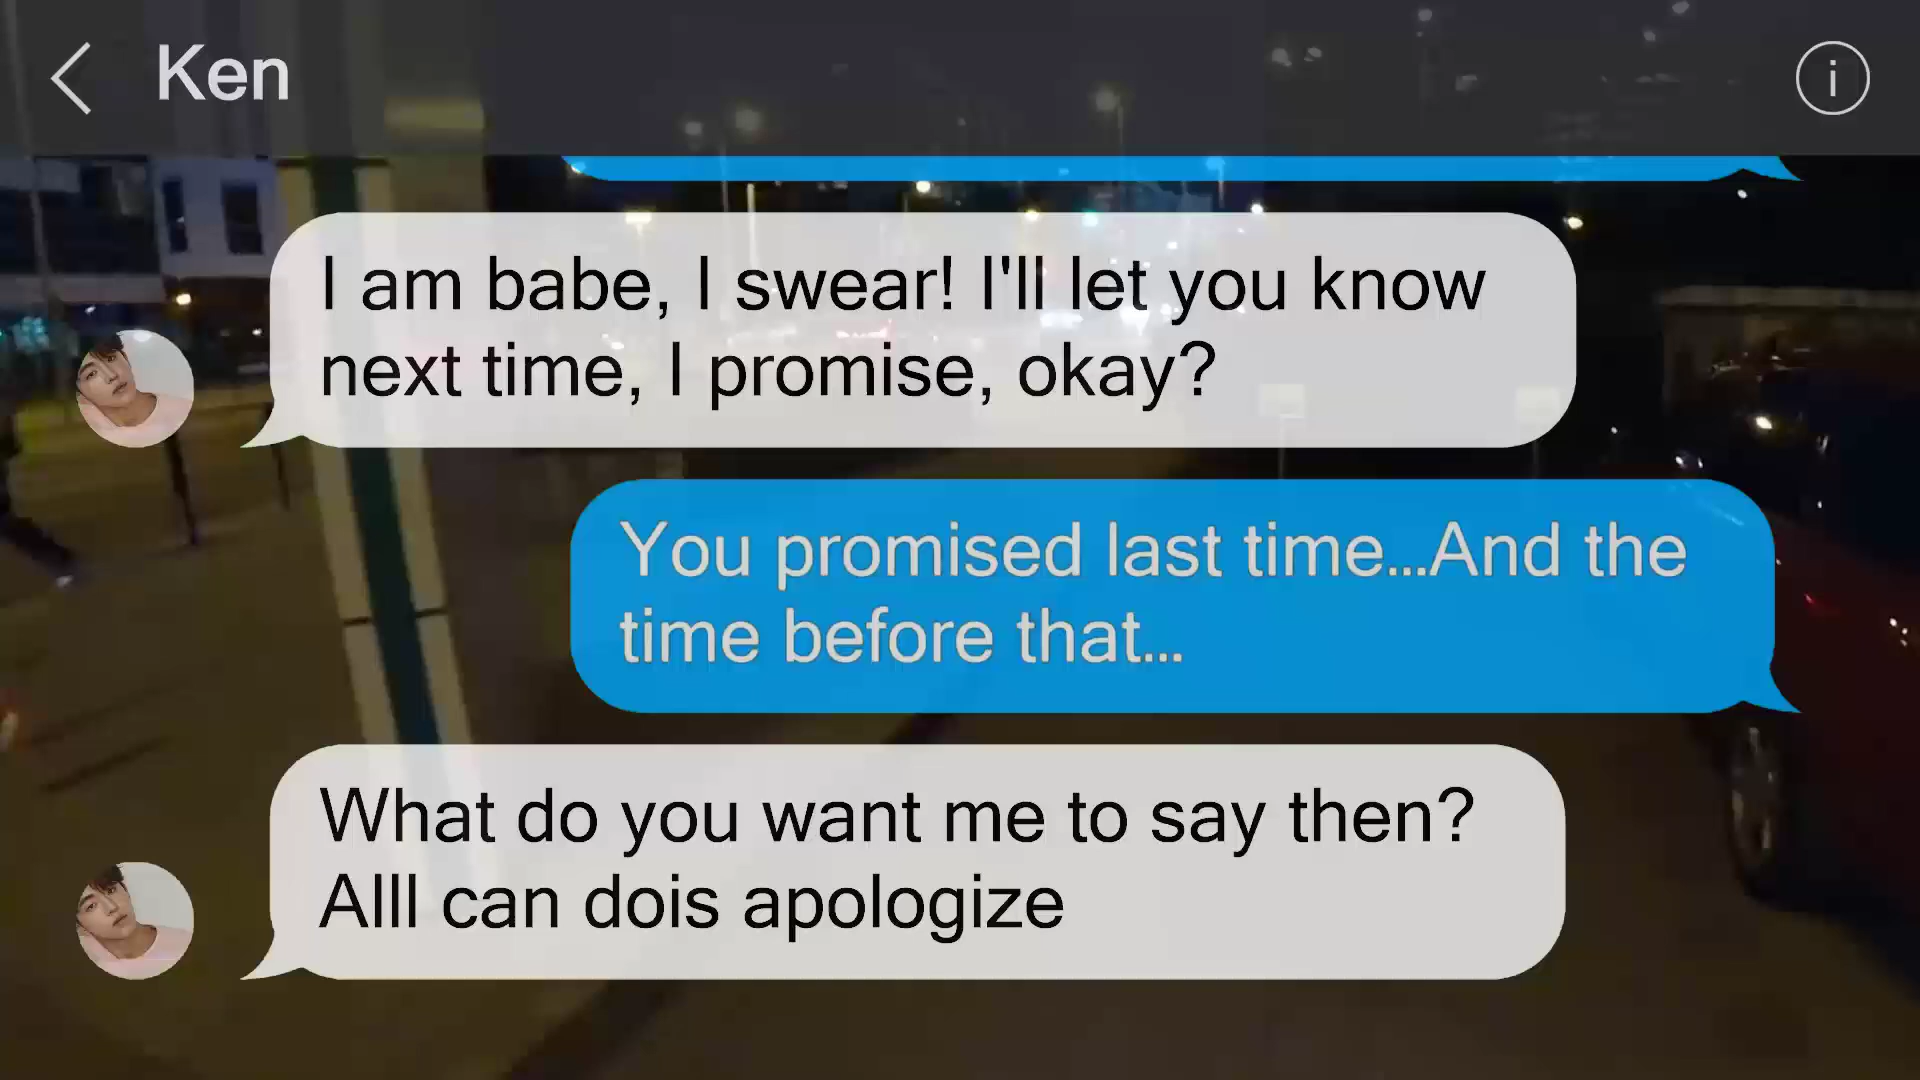 Ken
I am babe, I swear! I'll let you know
next time, I promise, okay?
You promised last time...And the
time before that...
What do you want me to say then?
Alll can dois apologize